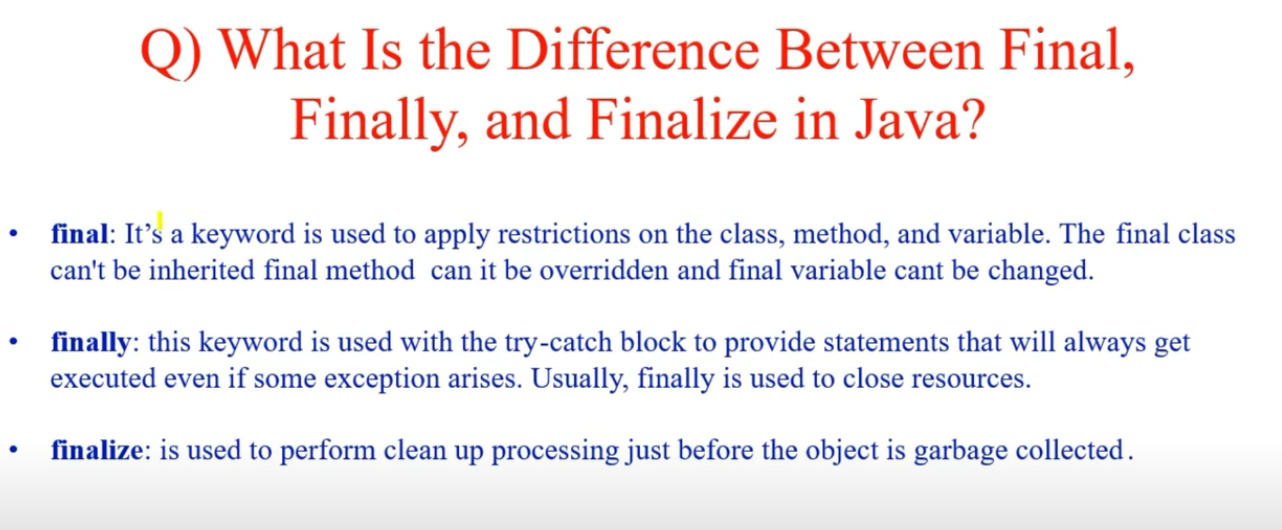 Q) What Is the Difference Between Final,
Finally, and Finalize in Java?
• final: It’s a keyword is used to apply restrictions on the class, method, and variable. The final class
can't be inherited final method can it be overridden and final variable cant be changed.
• finally: this keyword is used with the try-catch block to provide statements that will always get
executed even if some exception arises. Usually, finally is used to close resources.
• finalize: is used to perform clean up processing just before the object is garbage collected.